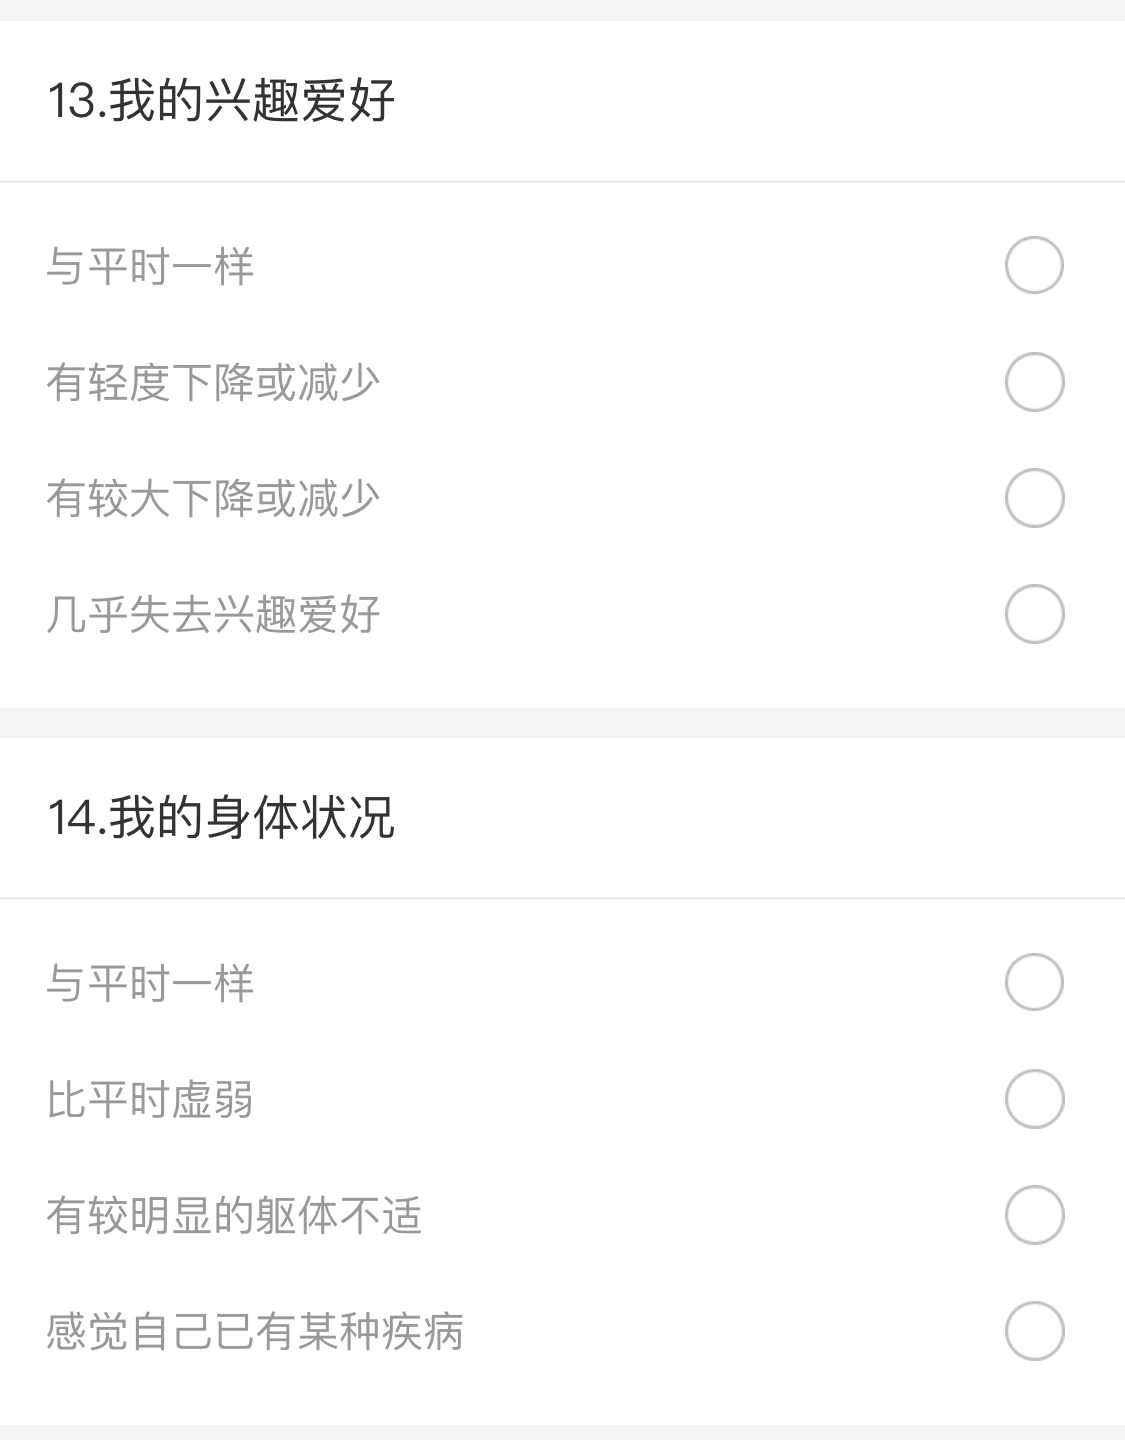 13.我的兴趣爱好
与平时一样
有轻度下降或减少
有较大下降或减少
几乎失去兴趣爱好
14.我的身体状况
与平时一样
比平时虚弱
有较明显的躯体不适
感觉自己已有某种疾病